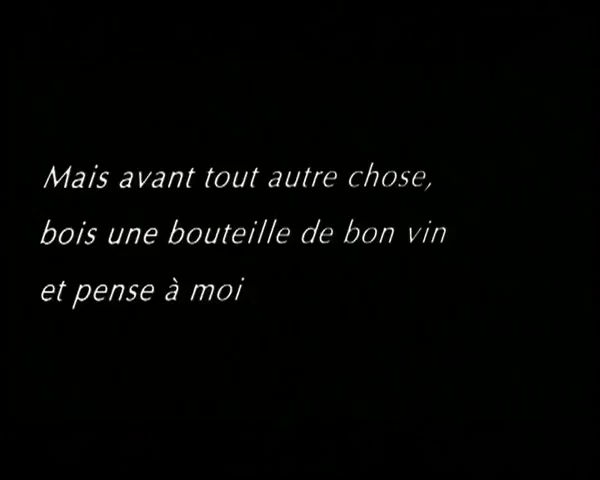 Mais avant tout autre chose,
bois une bouteille de bon vin
et pense à moi